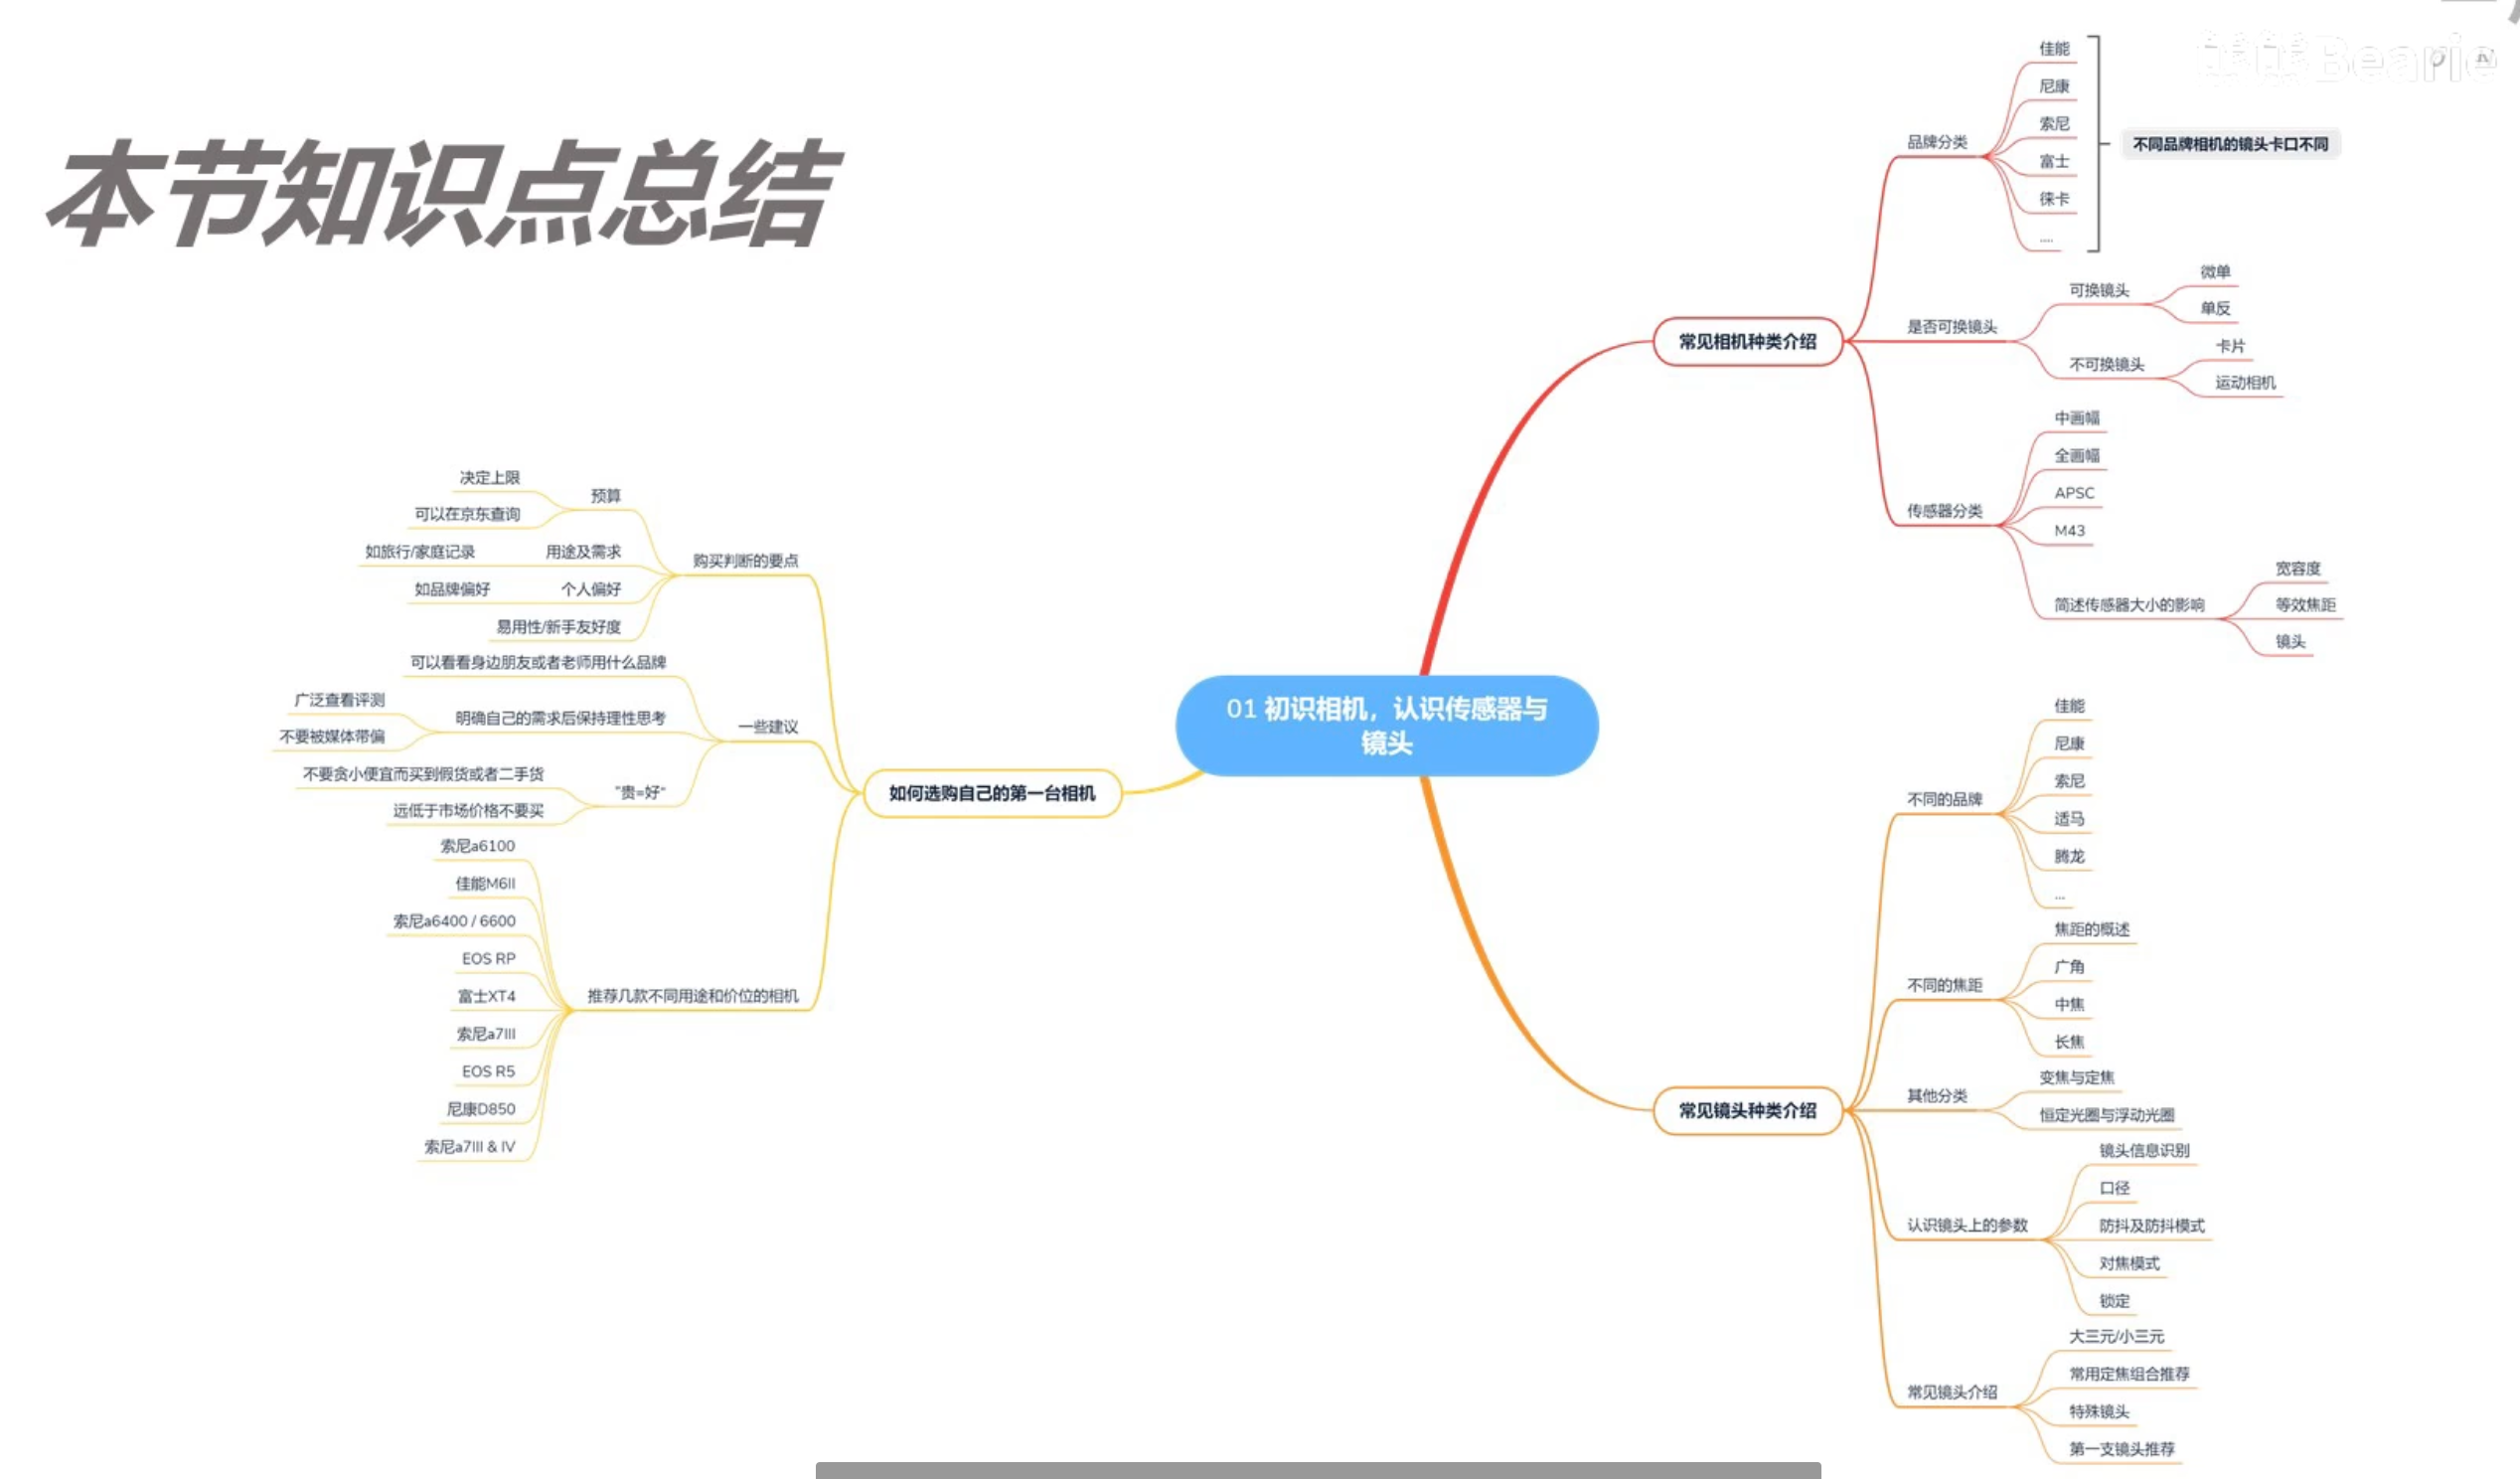 本节知识点总结
熊熊Bearie
01 初识相机，认识传感器与
镜头
常见相机种类介绍
品牌分类
佳能
尼康
索尼
富士
徕卡
....
不同品牌相机的镜头卡口不同
是否可换镜头
可换镜头
微单
单反
不可换镜头
卡片
运动相机
传感器分类
中画幅
全画幅
APSC
M43
简述传感器大小的影响
宽容度
等效焦距
镜头
常见镜头种类介绍
不同的品牌
佳能
尼康
索尼
适马
腾龙
...
不同的焦距
焦距的概述
广角
中焦
长焦
其他分类
变焦与定焦
恒定光圈与浮动光圈
认识镜头上的参数
镜头信息识别
口径
防抖及防抖模式
对焦模式
锁定
常见镜头介绍
大三元/小三元
常用定焦组合推荐
特殊镜头
第一支镜头推荐
如何选购自己的第一台相机
购买判断的要点
预算
决定上限
可以在京东查询
用途及需求
如旅行/家庭记录
个人偏好
如品牌偏好
易用性/新手友好度
一些建议
可以看看身边朋友或者老师用什么品牌
明确自己的需求后保持理性思考
广泛查看评测
不要被媒体带偏
"贵=好"
不要贪小便宜而买到假货或者二手货
远低于市场价格不要买
推荐几款不同用途和价位的相机
索尼a6100
佳能M6II
索尼a6400 / 6600
EOS RP
富士XT4
索尼a7III
EOS R5
尼康D850
索尼a7III & IV